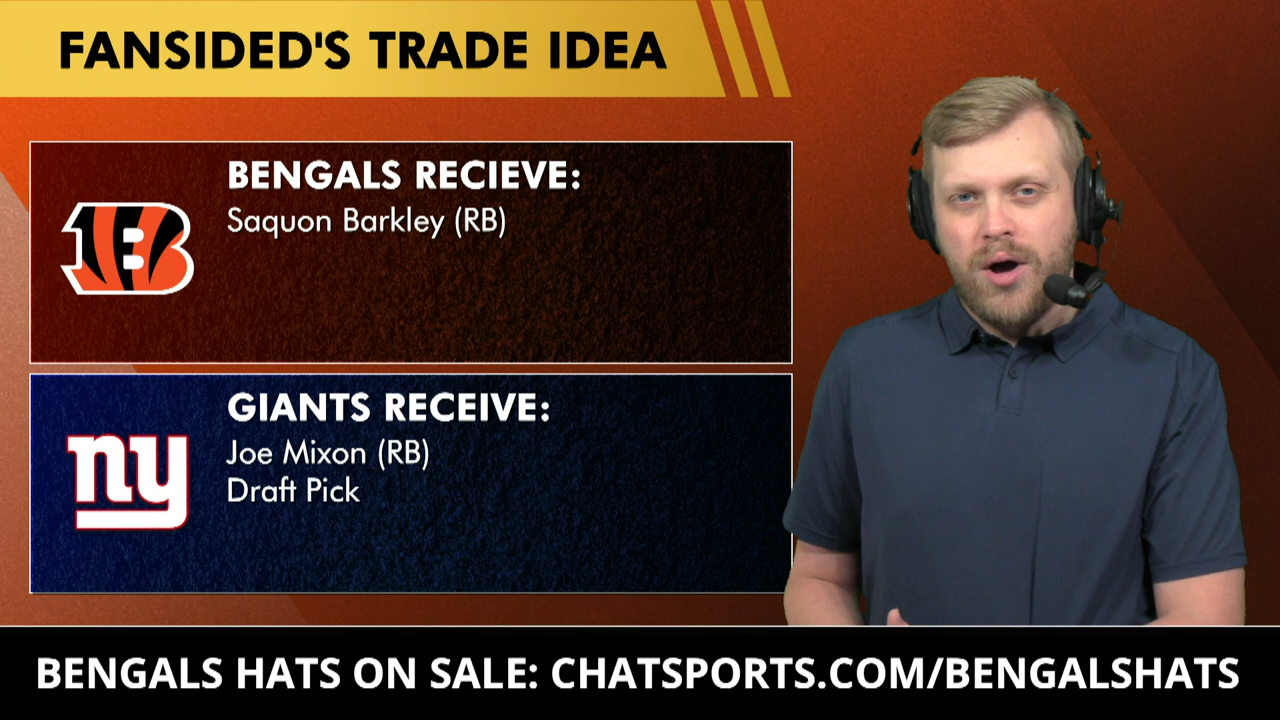 FANSIDED'S TRADE IDEA
BENGALS RECIEVE:
Saquon Barkley (RB)
B
GIANTS RECEIVE:
Joe Mixon (RB)
Draft Pick
ny
BENGALS HATS ON SALE: CHATSPORTS.COM/BENGALSHATS